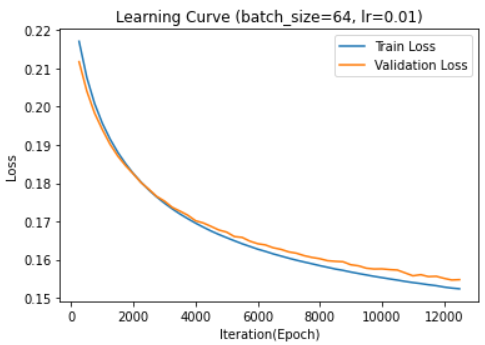 Learning Curve (batch_size=64, lr=0.01)
0.22
0.21
0.20
0.19
0.18
0.17
0.16
0.15
Loss
Train Loss
Validation Loss
0 2000 4000 6000 8000 10000 12000
Iteration(Epoch)